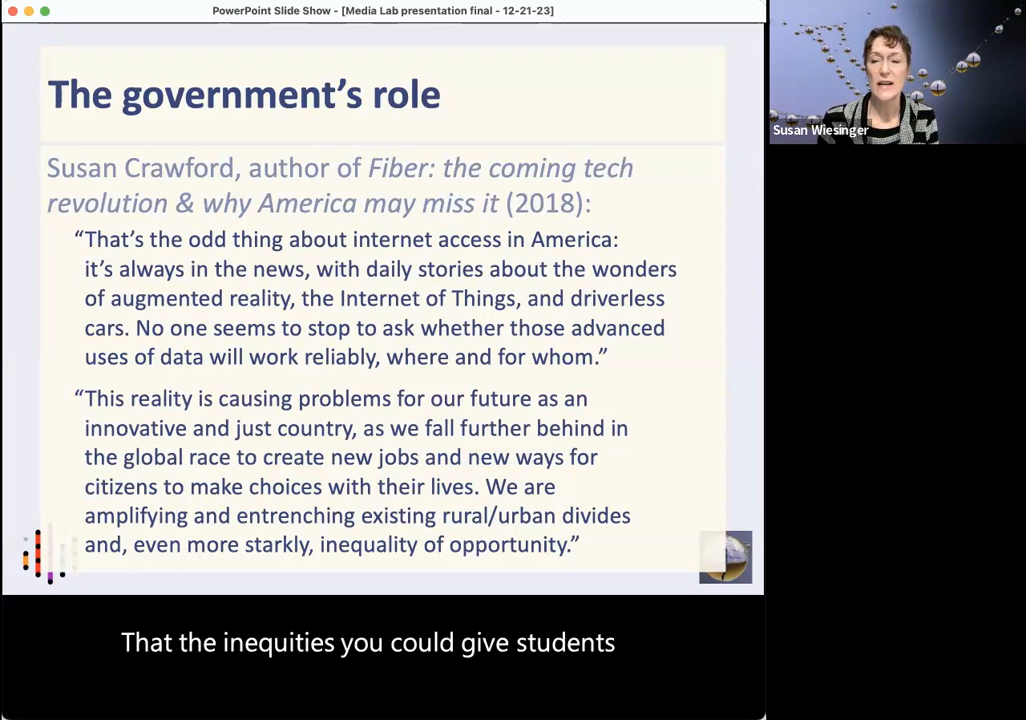 PowerPoint Slide Show - [Media Lab presentation final - 12-21-23]
The government’s role
Susan Crawford, author of Fiber: the coming tech
revolution & why America may miss it (2018):
“That’s the odd thing about internet access in America:
it’s always in the news, with daily stories about the wonders
of augmented reality, the Internet of Things, and driverless
cars. No one seems to stop to ask whether those advanced
uses of data will work reliably, where and for whom.”
“This reality is causing problems for our future as an
innovative and just country, as we fall further behind in
the global race to create new jobs and new ways for
citizens to make choices with their lives. We are
amplifying and entrenching existing rural/urban divides
and, even more starkly, inequality of opportunity.”
Susan Wiesinger
That the inequities you could give students